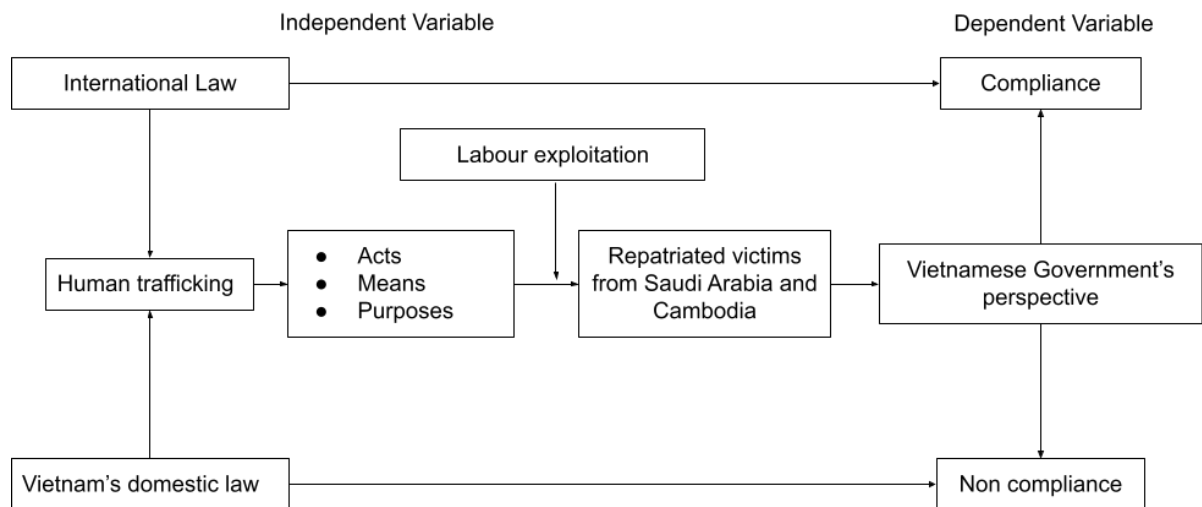 Independent Variable
Dependent Variable
International Law
Compliance
Labour exploitation
Human trafficking
● Acts
● Means
● Purposes
Repatriated victims
from Saudi Arabia and
Cambodia
Vietnamese Government's
perspective
Vietnam's domestic law
Non compliance